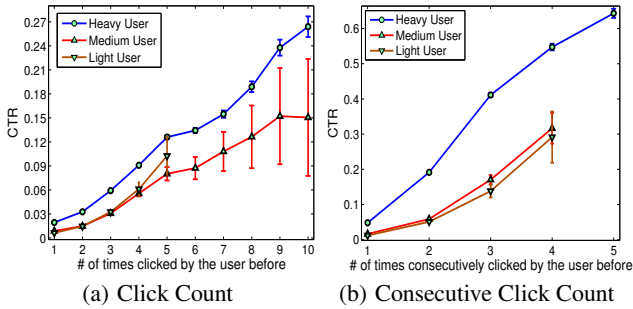 0.27
0.24
0.21
0.18
0.15
0.12
0.09
0.06
0.03
0
CTR
Heavy User
Medium User
Light User
1 2 3 4 5 6 7 8 9 10
# of times clicked by the user before
(a) Click Count
0.6
0.5
0.4
0.3
0.2
0.1
0
CTR
Heavy User
Medium User
Light User
1 2 3 4 5
# of times consecutively clicked by the user before
(b) Consecutive Click Count